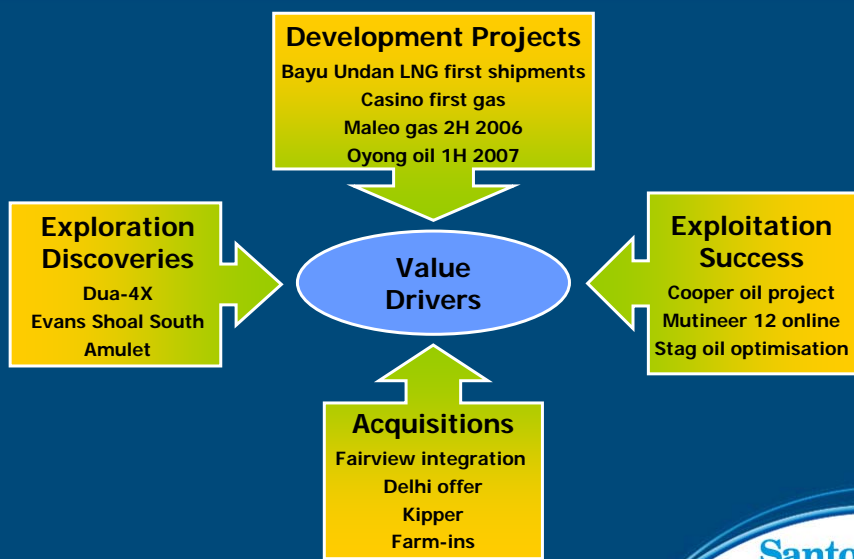 Development Projects
Bayu Undan LNG first shipments
Casino first gas
Maleo gas 2H 2006
Oyong oil 1H 2007
Exploration
Discoveries
Dua-4X
Evans Shoal South
Amulet
Value
Drivers
Exploitation
Success
Cooper oil project
Mutineer 12 online
Stag oil optimisation
Acquisitions
Fairview integration
Delhi offer
Kipper
Farm-ins